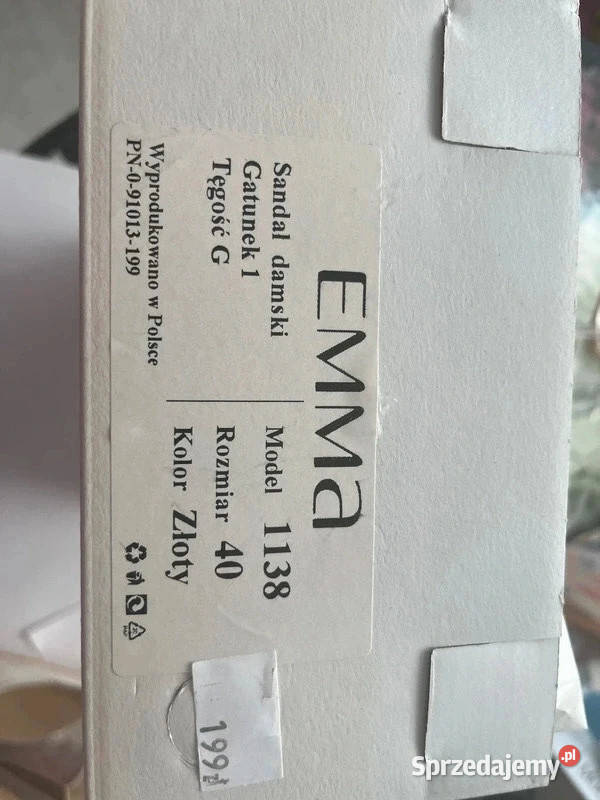 EMMa
Sandał damski
Gatunek 1
Tęgość G
Wyprodukowano w Polsce
PN-0-91013-199
Model 1138
Rozmiar 40
Kolor Złoty
199zł
Sprzedajemy.pl